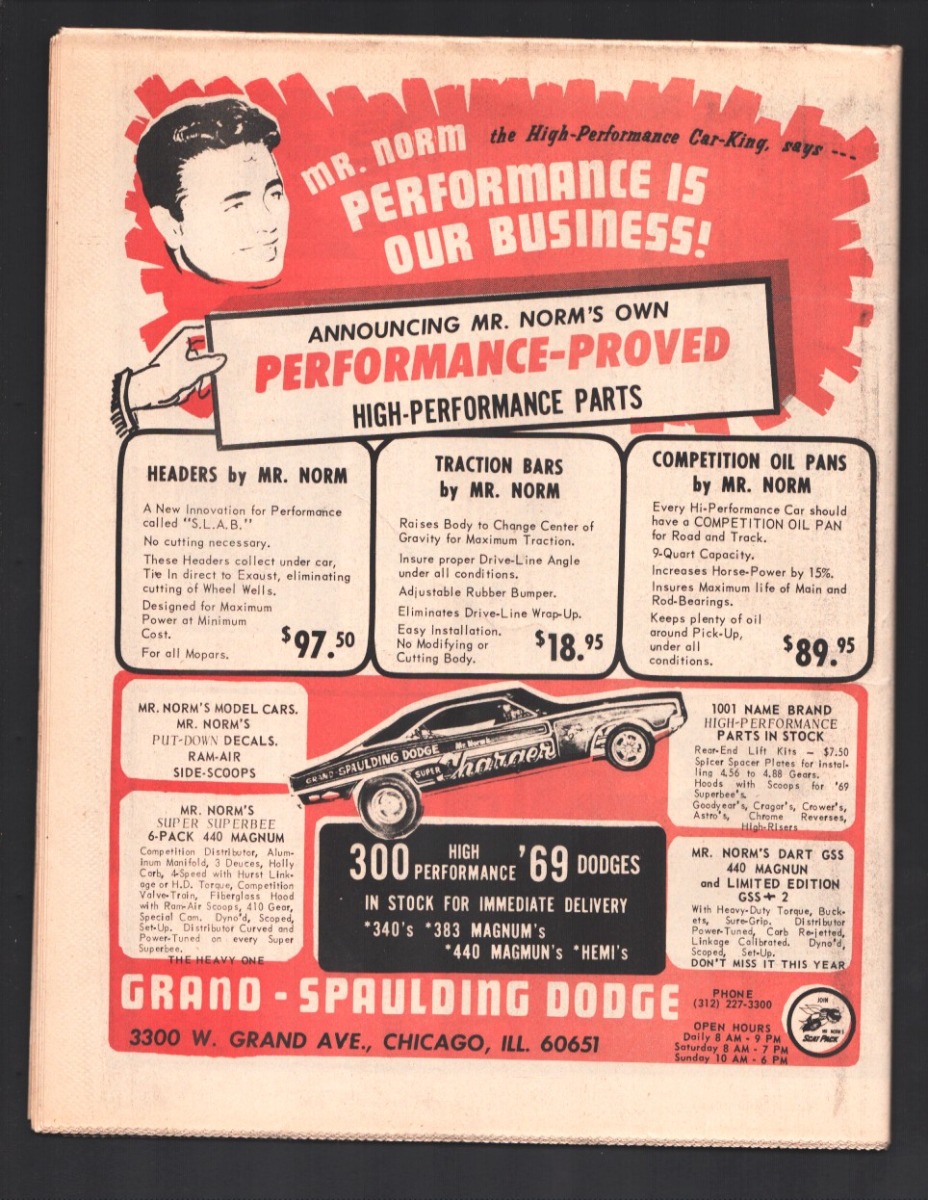 MR. NORM the High-Performance Car-King, says ---
PERFORMANCE IS
OUR BUSINESS!
ANNOUNCING MR. NORM'S OWN
PERFORMANCE-PROVED
HIGH-PERFORMANCE PARTS
HEADERS by MR. NORM
A New Innovation for Performance
called "S.L.A.B."
No cutting necessary.
These Headers collect under car,
Tie In direct to Exaust, eliminating
cutting of Wheel Wells.
Designed for Maximum
Power at Minimum
Cost.
For all Mopars.
$97.50
TRACTION BARS
by MR. NORM
Raises Body to Change Center of
Gravity for Maximum Traction.
Insure proper Drive-Line Angle
under all conditions.
Adjustable Rubber Bumper.
Eliminates Drive-Line Wrap-Up.
Easy Installation.
No Modifying or
Cutting Body.
$18.95
COMPETITION OIL PANS
by MR. NORM
Every Hi-Performance Car should
have a COMPETITION OIL PAN
for Road and Track.
9-Quart Capacity.
Increases Horse-Power by 15%.
Insures Maximum life of Main and
Rod-Bearings.
Keeps plenty of oil
around Pick-Up,
under all
conditions.
$89.95
MR. NORM'S MODEL CARS.
MR. NORM'S
PUT-DOWN DECALS.
RAM-AIR
SIDE-SCOOPS
MR. NORM'S
SUPER SUPERBEE
6-PACK 440 MAGNUM
Competition Distributor, Alum-
inum Manifold, 3 Deuces, Holly
Carb, 4-Speed with Hurst Link-
age or H.D. Torque, Competition
Valve-Train, Fiberglass Hood
with Ram-Air Scoops, 410 Gear,
Special Cam. Dyno'd, Scoped,
Set-Up. Distributor Curved and
Power-Tuned on every Super
Superbee.
THE HEAVY ONE
GRAND-SPAULDING DODGE
Mr. Norm's
SUPER Charger
300 HIGH PERFORMANCE '69 DODGES
IN STOCK FOR IMMEDIATE DELIVERY
*340's *383 MAGNUM's
*440 MAGMUN's *HEMI's
1001 NAME BRAND
HIGH-PERFORMANCE
PARTS IN STOCK
Rear-End Lift Kits — $7.50
Spicer Spacer Plates for instal-
ling 4.56 to 4.88 Gears.
Hoods with Scoops for '69
Superbee's.
Goodyear's, Cragar's, Crower's,
Astro's, Chrome Reverses,
High-Risers
MR. NORM'S DART GSS
440 MAGNUN
and LIMITED EDITION
GSS + 2
With Heavy-Duty Torque, Buck-
ets, Sure-Grip. Distributor
Power-Tuned, Carb Re-jetted,
Linkage Calibrated. Dyno'd,
Scoped, Set-Up.
DON'T MISS IT THIS YEAR
GRAND - SPAULDING DODGE
3300 W. GRAND AVE., CHICAGO, ILL. 60651
PHONE
(312) 227-3300
OPEN HOURS
Daily 8 AM - 9 PM
Saturday 8 AM - 7 PM
Sunday 10 AM - 6 PM
JOIN
MR NORM'S
SCAT PACK